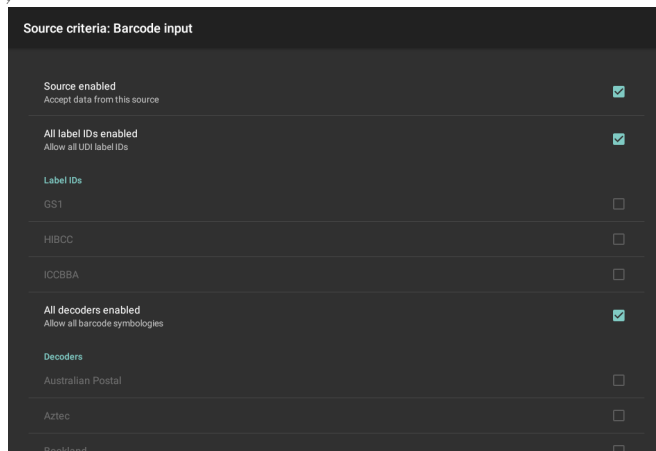 Source criteria: Barcode input
Source enabled
Accept data from this source
All label IDs enabled
Allow all UDI label IDs
Label IDs
GS1
HIBCC
ICCBBA
All decoders enabled
Allow all barcode symbologies
Decoders
Australian Postal
Aztec
Bookland